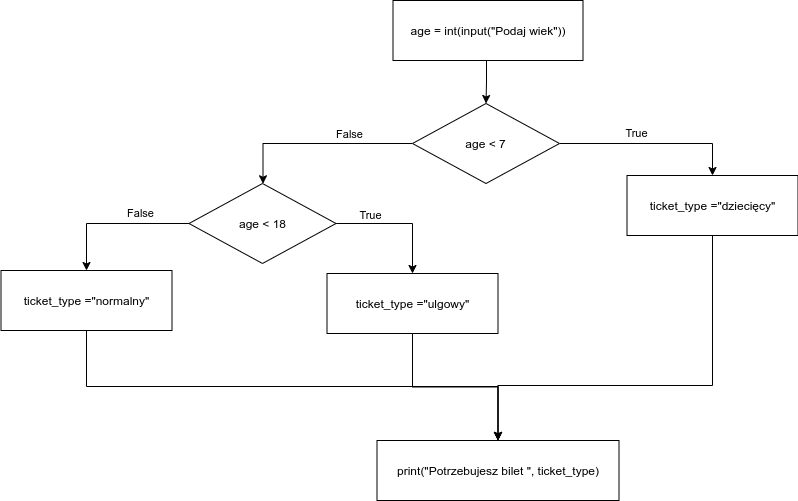 age = int(input("Podaj wiek"))
age < 7
False
True
ticket_type ="dziecięcy"
age < 18
False
True
ticket_type ="normalny"
ticket_type ="ulgowy"
print("Potrzebujesz bilet ", ticket_type)